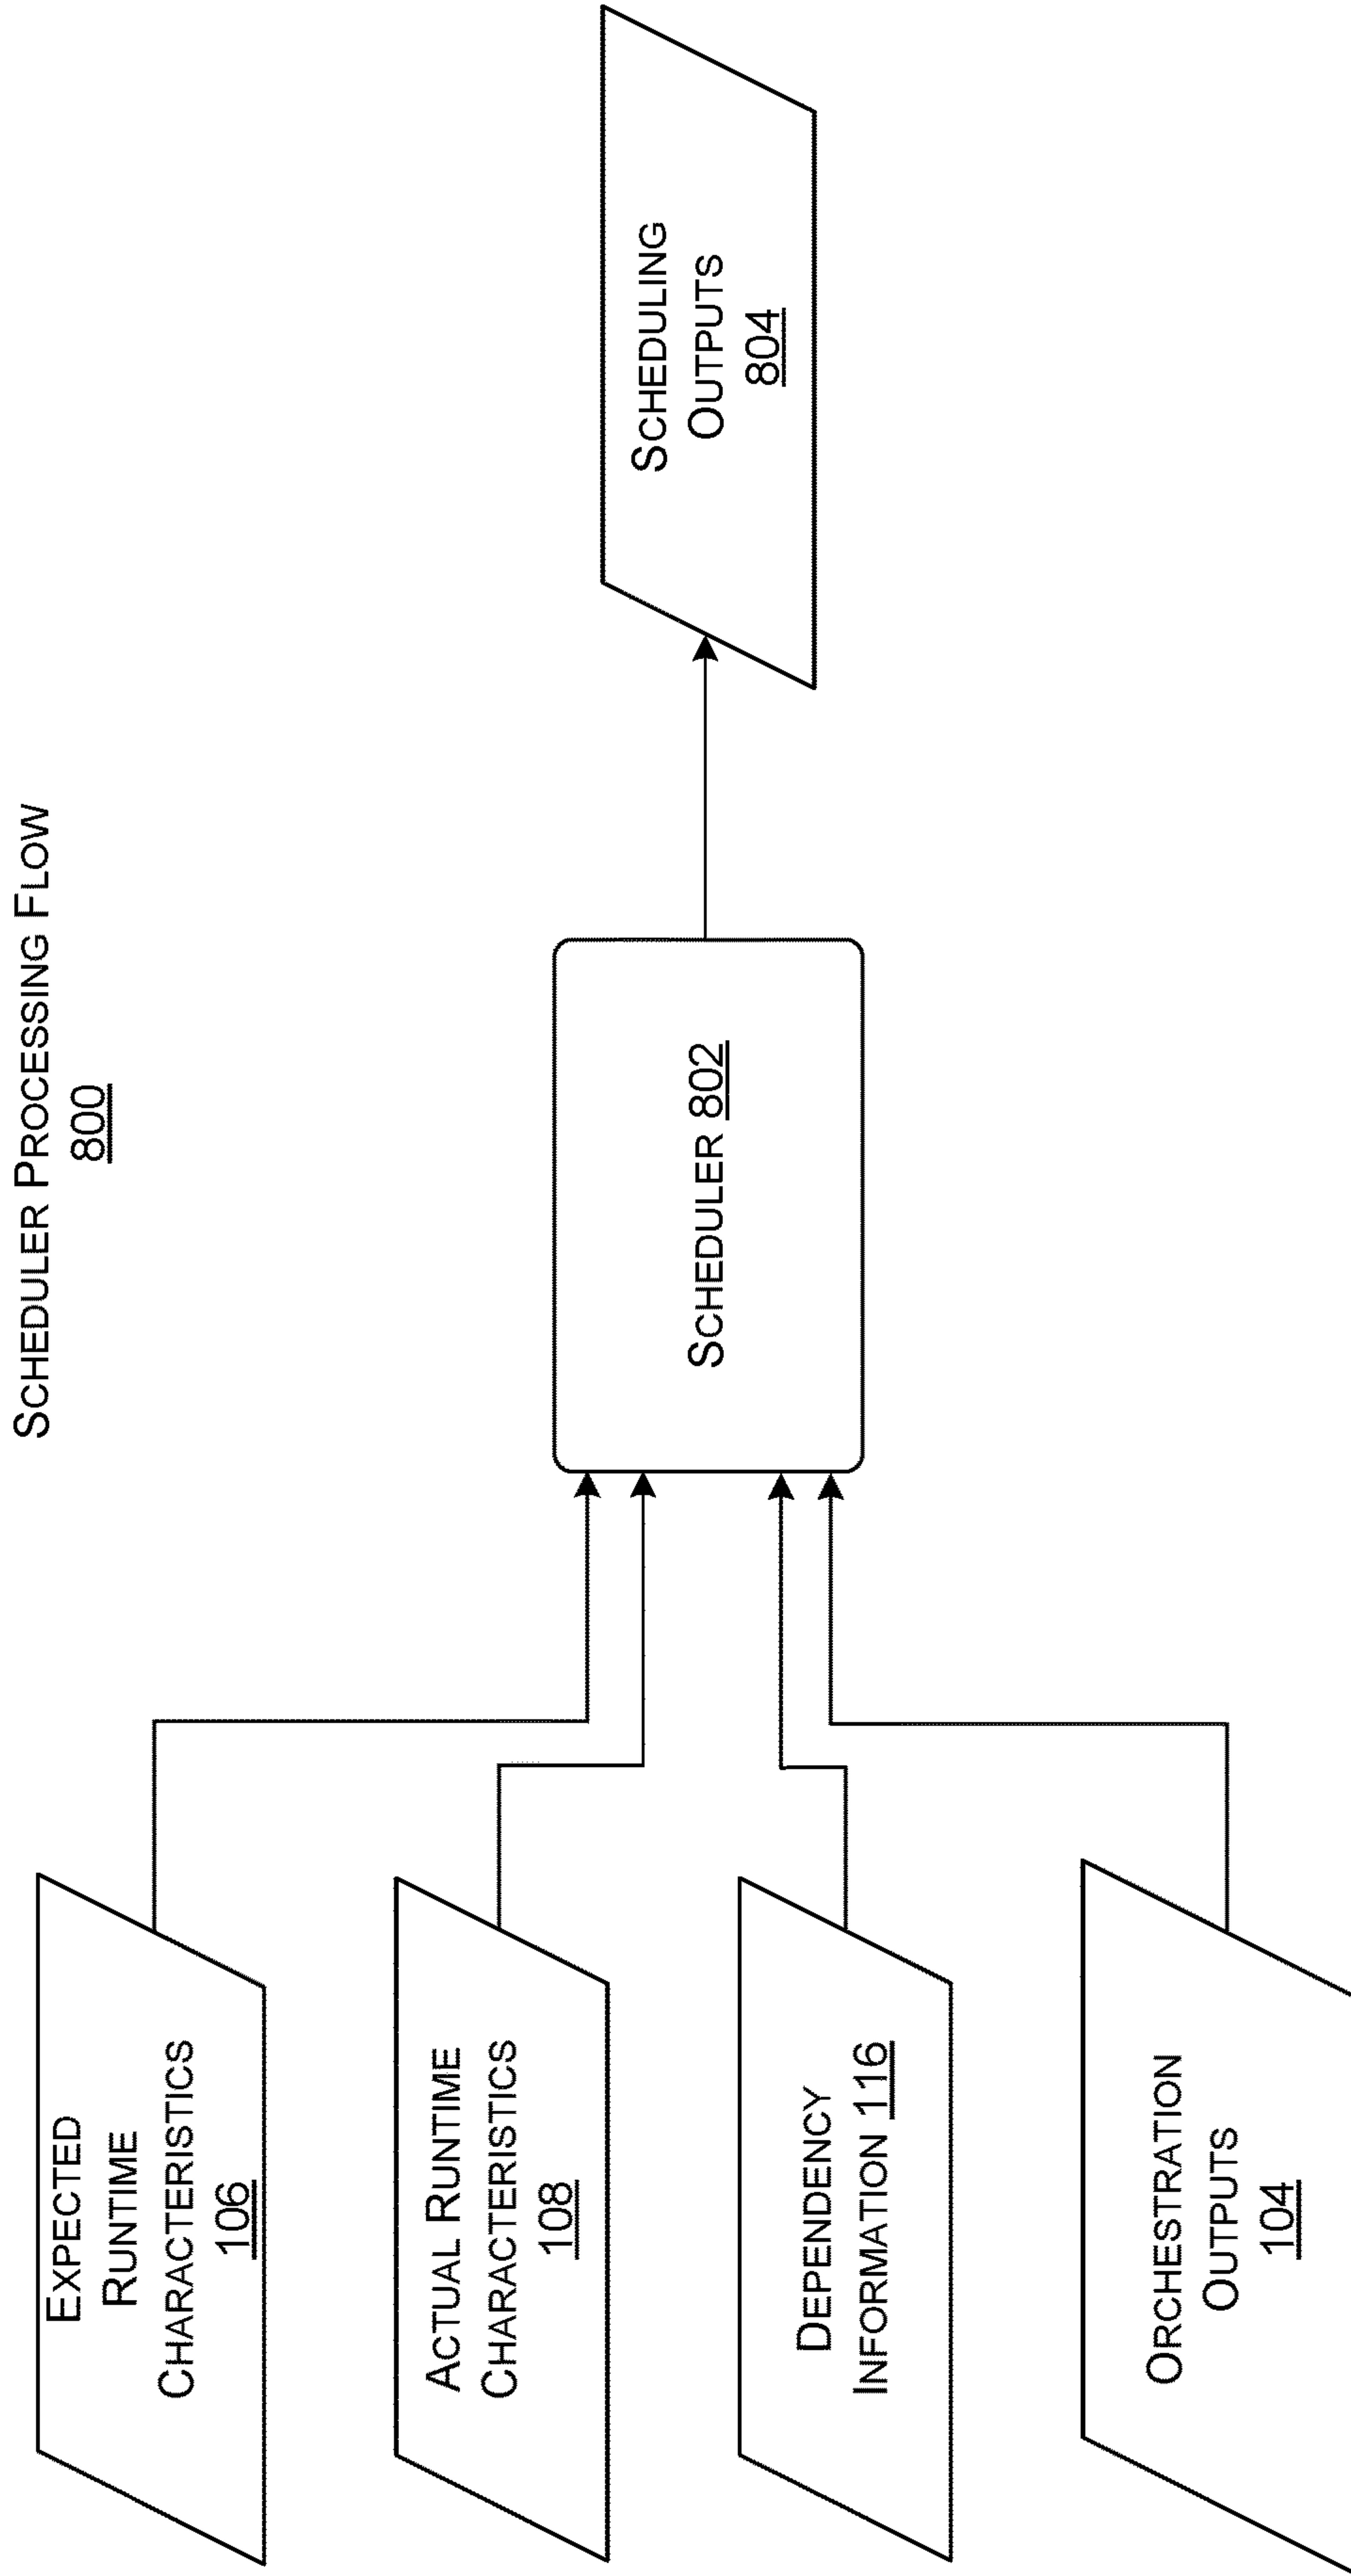 SCHEDULER PROCESSING FLOW
800
EXPECTED
RUNTIME
CHARACTERISTICS
106
ACTUAL RUNTIME
CHARACTERISTICS
108
DEPENDENCY
INFORMATION 116
ORCHESTRATION
OUTPUTS
104
SCHEDULER 802
SCHEDULING
OUTPUTS
804